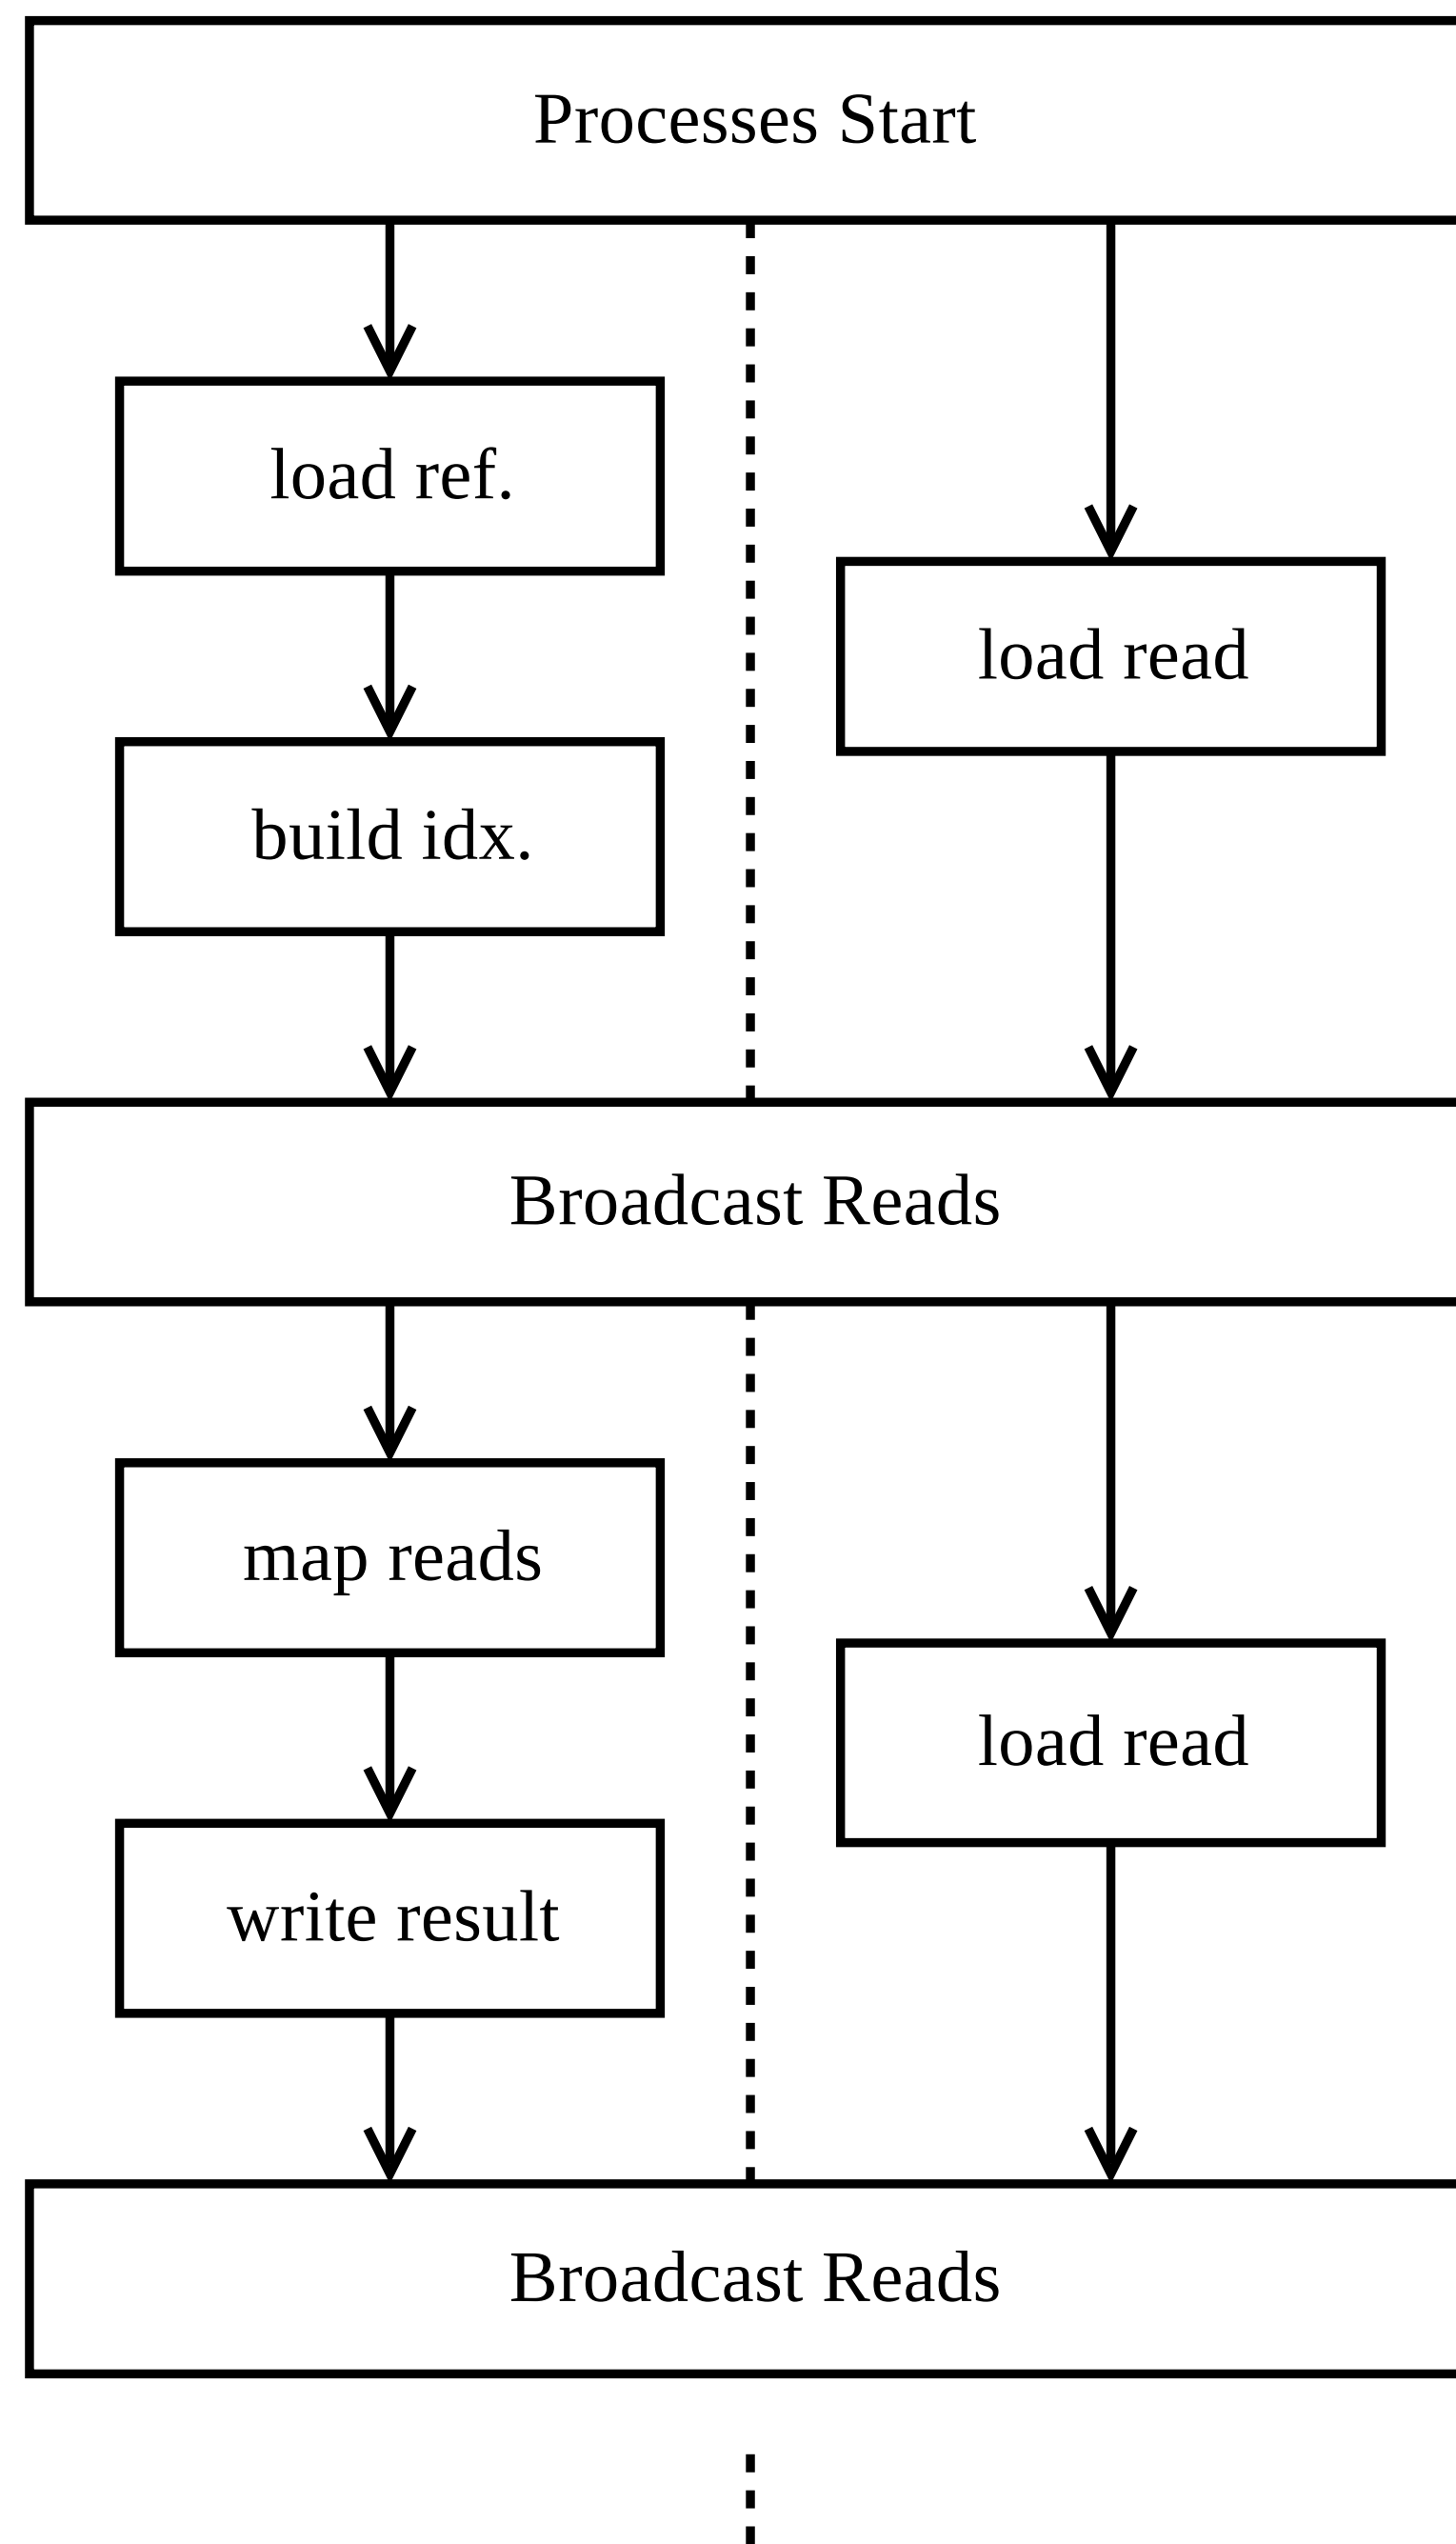 Processes Start
load ref.
load read
build idx.
Broadcast Reads
map reads
load read
write result
Broadcast Reads